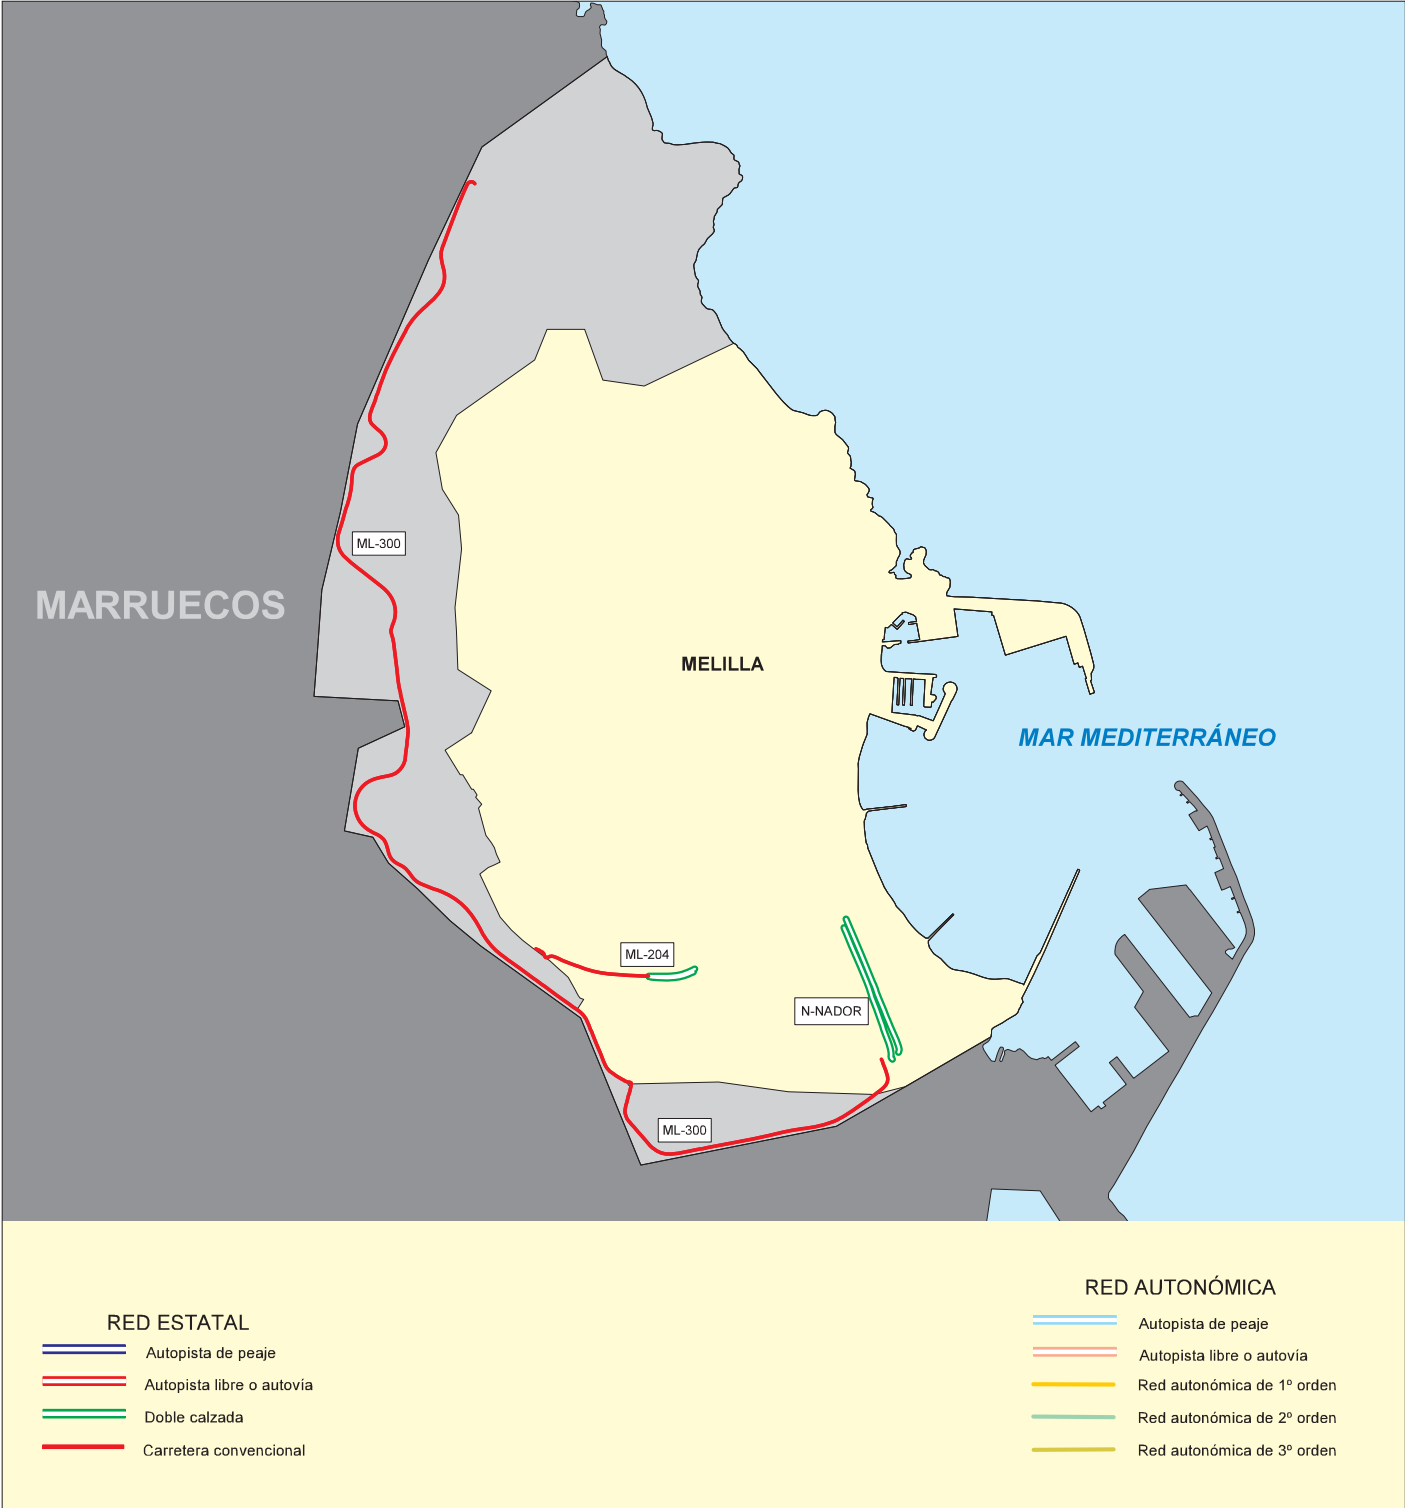 ML-300
MARRUECOS
MELILLA
MAR MEDITERRÁNEO
ML-204
N-NADOR
ML-300
RED ESTATAL
Autopista de peaje
Autopista libre o autovía
Doble calzada
Carretera convencional
RED AUTONÓMICA
Autopista de peaje
Autopista libre o autovía
Red autonómica de 1º orden
Red autonómica de 2º orden
Red autonómica de 3º orden